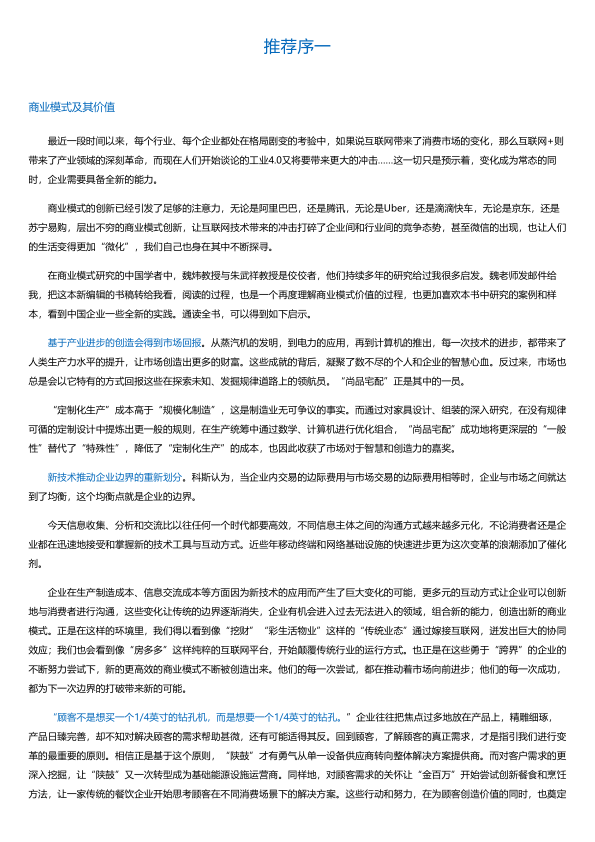 推荐序一
商业模式及其价值
最近一段时间以来，每个行业、每个企业都处在格局剧变的考验中，如果说互联网带来了消费市场的变化，那么互联网+则
带来了产业领域的深刻革命，而现在人们开始谈论的工业4.0又将要带来更大的冲击……这一切只是预示着，变化成为常态的同
时，企业需要具备全新的能力。
商业模式的创新已经引发了足够的注意力，无论是阿里巴巴，还是腾讯，无论是Uber，还是滴滴快车，无论是京东，还是
苏宁易购，层出不穷的商业模式创新，让互联网技术带来的冲击打碎了企业间和行业间的竞争态势，甚至微信的出现，也让人们
的生活变得更加“微化”，我们自己也身在其中不断探寻。
在商业模式研究的中国学者中，魏炜教授与朱武祥教授是佼佼者，他们持续多年的研究给过我很多启发。魏老师发邮件给
我，把这本新编辑的书稿转给我看，阅读的过程，也是一个再度理解商业模式价值的过程，也更加喜欢本书中研究的案例和样
本，看到中国企业一些全新的实践。通读全书，可以得到如下启示。
基于产业进步的创造会得到市场回报。从蒸汽机的发明，到电力的应用，再到计算机的推出，每一次技术的进步，都带来了
人类生产力水平的提升，让市场创造出更多的财富。这些成就的背后，凝聚了数不尽的个人和企业的智慧心血。反过来，市场也
总是会以它特有的方式回报这些在探索未知、发掘规律道路上的领航员。“尚品宅配”正是其中的一员。
“定制化生产”成本高于“规模化制造”，这是制造业无可争议的事实。而通过对家具设计、组装的深入研究，在没有规律
可循的定制设计中提炼出更一般的规则，在生产统筹中通过数学、计算机进行优化组合，“尚品宅配”成功地将更深层的“一般
性”替代了“特殊性”，降低了“定制化生产”的成本，也因此收获了市场对于智慧和创造力的嘉奖。
新技术推动企业边界的重新划分。科斯认为，当企业内交易的边际费用与市场交易的边际费用相等时，企业与市场之间就达
到了均衡，这个均衡点就是企业的边界。
今天信息收集、分析和交流比以往任何一个时代都要高效，不同信息主体之间的沟通方式越来越多元化，不论消费者还是企
业都在迅速地接受和掌握新的技术工具与互动方式。近些年移动终端和网络基础设施的快速进步更为这次变革的浪潮添加了催化
剂。
企业在生产制造成本、信息交流成本等方面因为新技术的应用而产生了巨大变化的可能，更多元的互动方式让企业可以创新
地与消费者进行沟通，这些变化让传统的边界逐渐消失，企业有机会进入过去无法进入的领域，组合新的能力，创造出新的商业
模式。正是在这样的环境里，我们得以看到像“挖财”“彩生活物业”这样的“传统业态”通过嫁接互联网，迸发出巨大的协同
效应；我们也会看到像“房多多”这样纯粹的互联网平台，开始颠覆传统行业的运行方式。也正是在这些勇于“跨界”的企业的
不断努力尝试下，新的更高效的商业模式不断被创造出来。他们的每一次尝试，都在推动着市场向前进步；他们的每一次成功，
都为下一次边界的打破带来新的可能。
“顾客不是想买一个1/4英寸的钻孔机，而是想要一个1/4英寸的钻孔。”企业往往把焦点过多地放在产品上，精雕细琢，
产品日臻完善，却不知对解决顾客的需求帮助甚微，还有可能适得其反。回到顾客，了解顾客的真正需求，才是指引我们进行变
革的最重要的原则。相信正是基于这个原则，“陕鼓”才有勇气从单一设备供应商转向整体解决方案提供商。而对客户需求的更
深入挖掘，让“陕鼓”又一次转型成为基础能源设施运营商。同样地，对顾客需求的关怀让“金百万”开始尝试创新餐食和烹饪
方法，让一家传统的餐饮企业开始思考顾客在不同消费场景下的解决方案。这些行动和努力，在为顾客创造价值的同时，也奠定